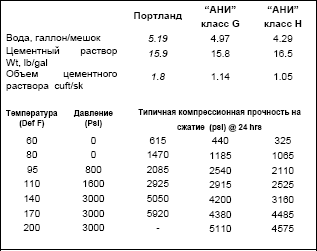 Портланд “АНИ” класс G “АНИ” класс H
Вода, галлон/мешок 5.19 4.97 4.29
Цементный раствор Wt, lb/gal 15.9 15.8 16.5
Объем цементного раствора cuft/sk 1.8 1.14 1.05
Температура (Def F) Давление (Psi) Типичная компрессионная прочность на сжатие (psi) @ 24 hrs
60 0 615 440 325
80 0 1470 1185 1065
95 800 2085 2540 2110
110 1600 2925 2915 2525
140 3000 5050 4200 3160
170 3000 5920 4380 4485
200 3000 - 5110 4575